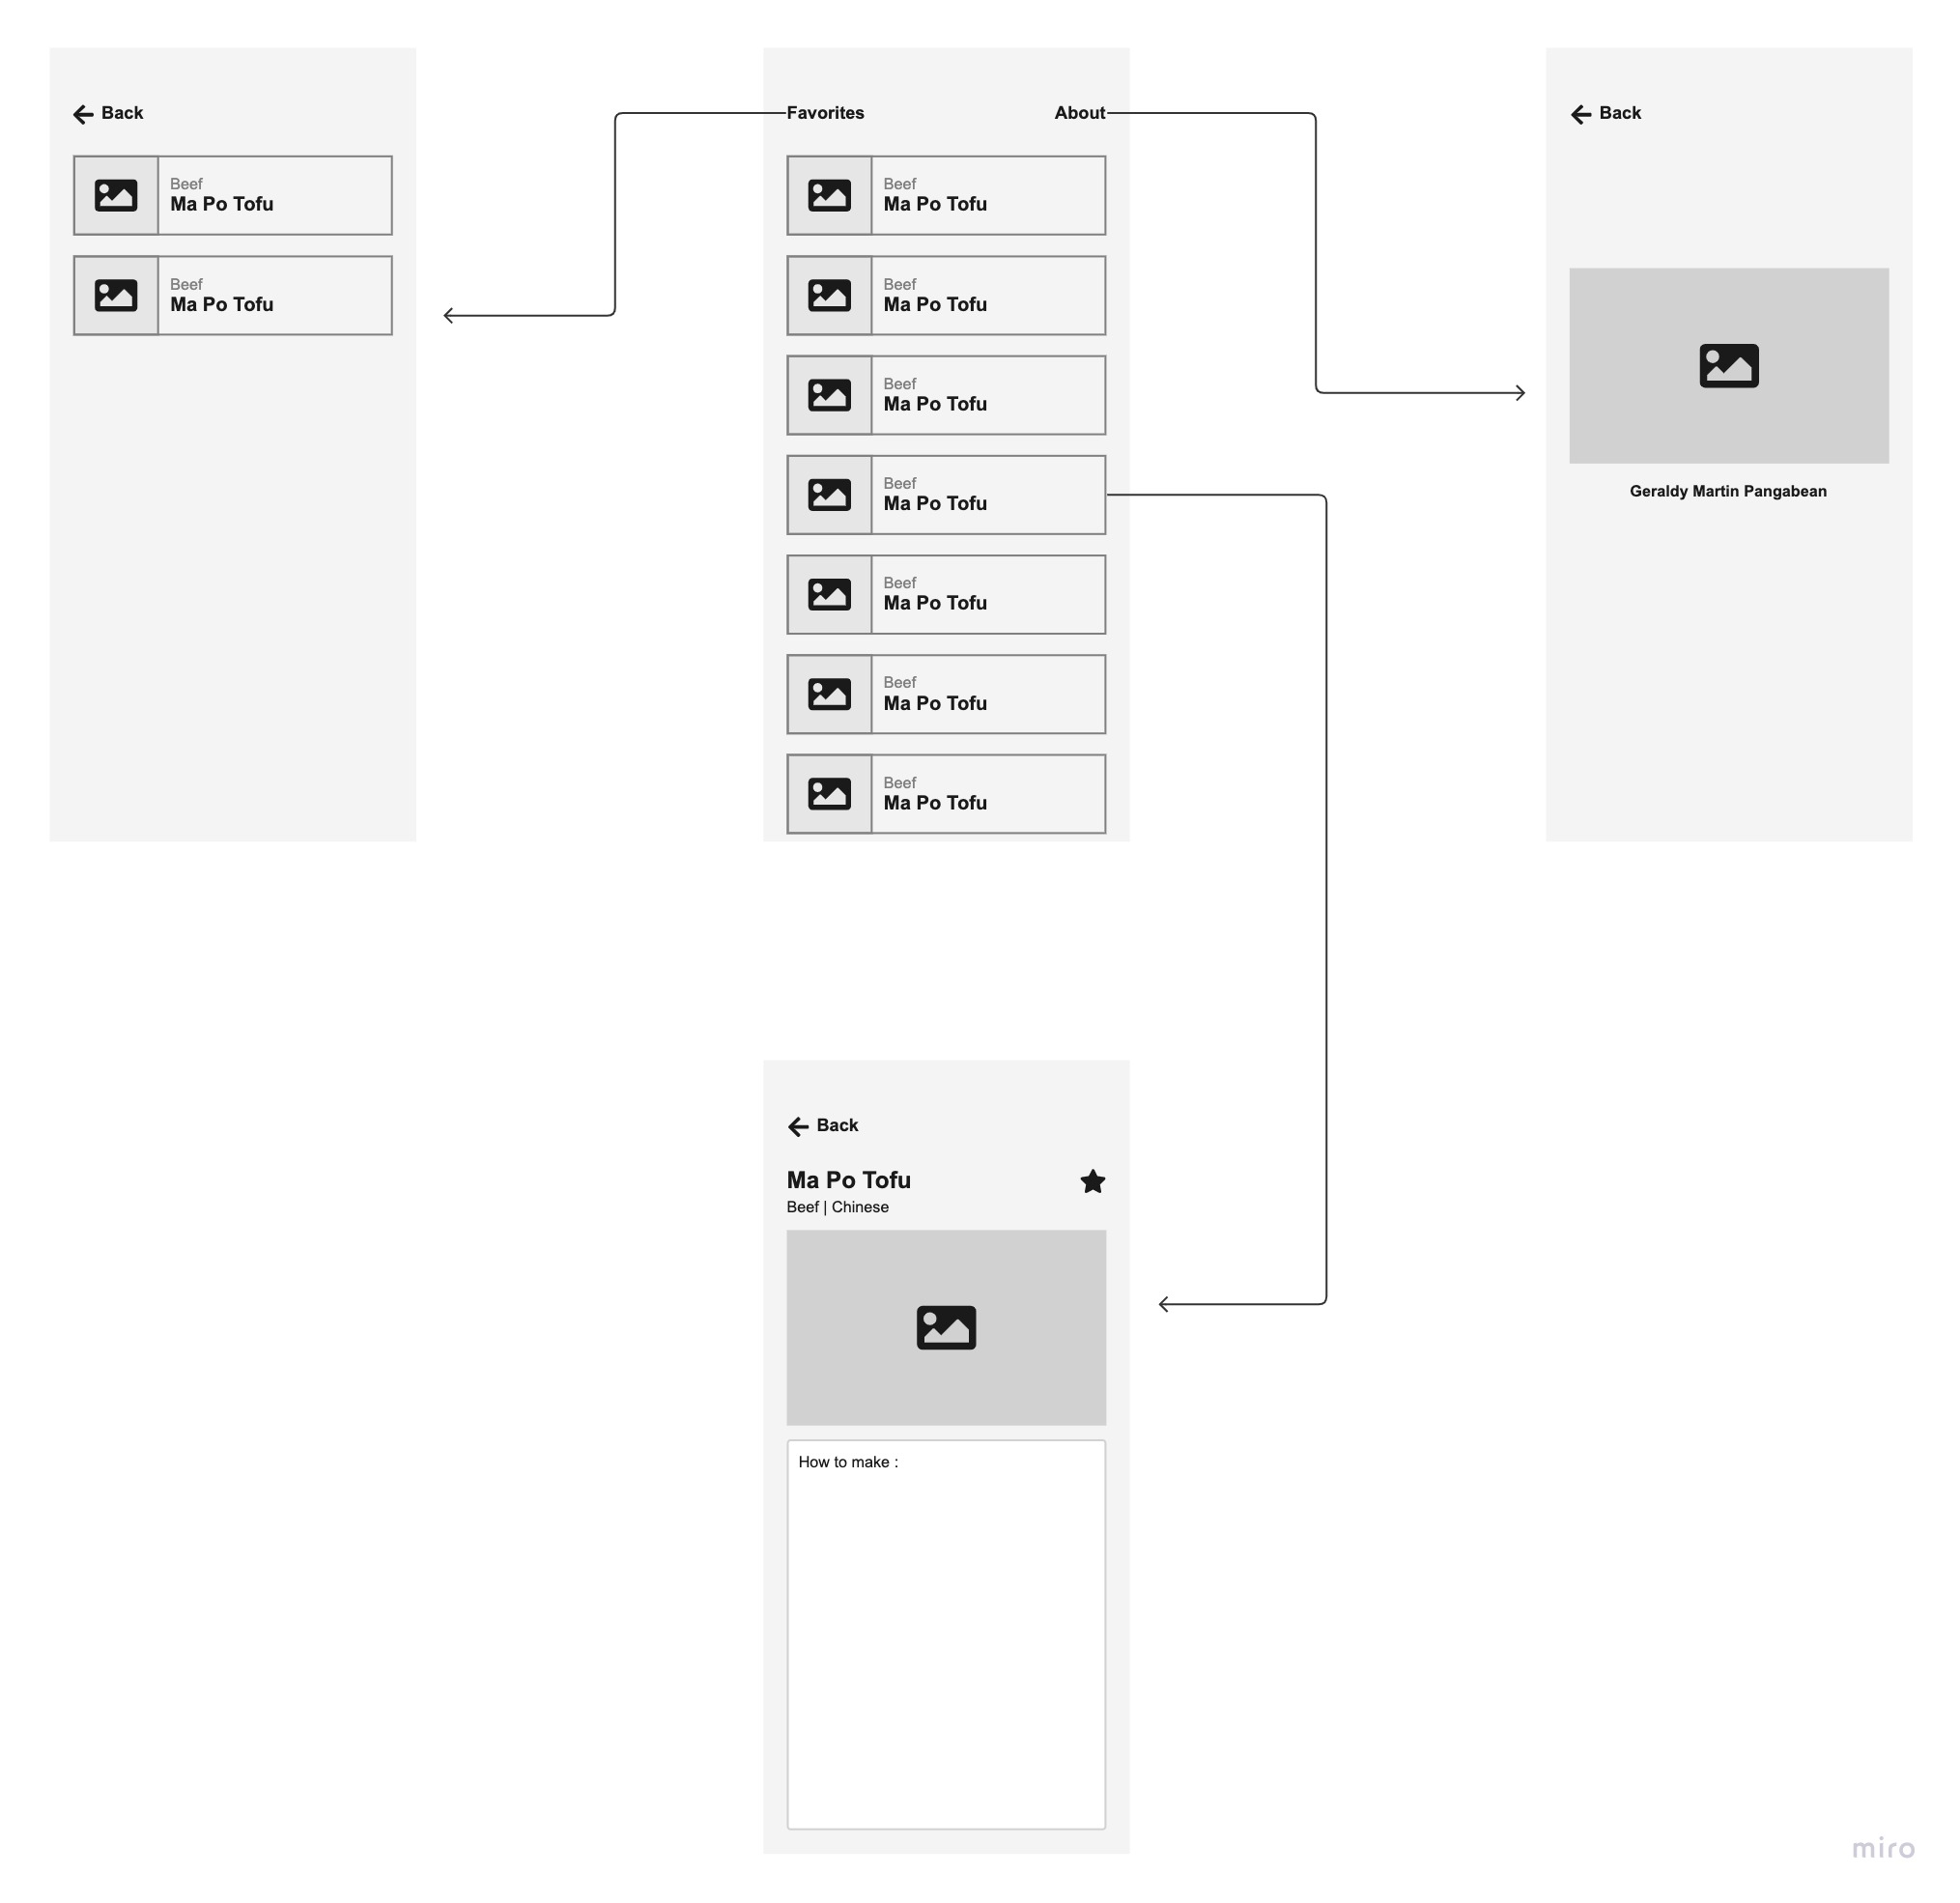 Back
Beef
Ma Po Tofu
Beef
Ma Po Tofu
Favorites
About
Beef
Ma Po Tofu
Beef
Ma Po Tofu
Beef
Ma Po Tofu
Beef
Ma Po Tofu
Beef
Ma Po Tofu
Beef
Ma Po Tofu
Beef
Ma Po Tofu
Back
Geraldy Martin Pangabean
Back
Ma Po Tofu
Beef | Chinese
How to make :
miro